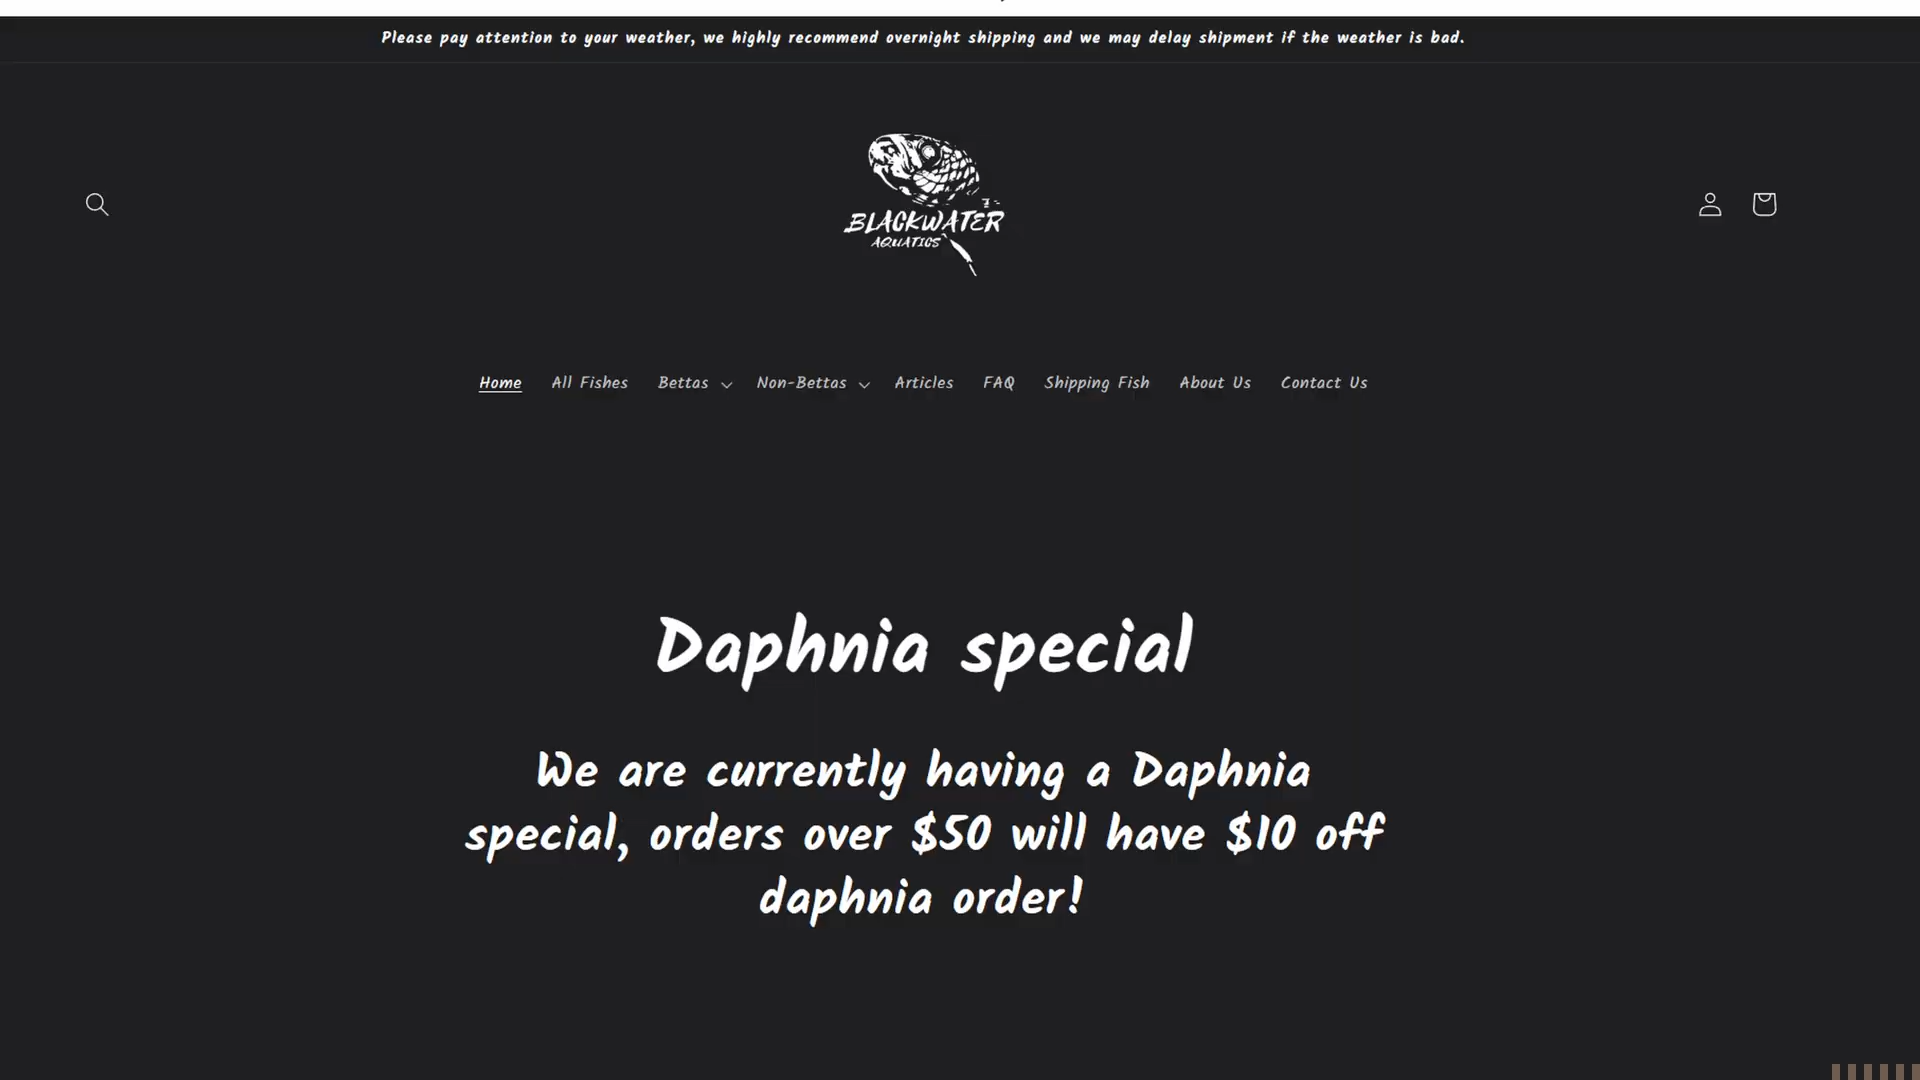 Please pay attention to your weather, we highly recommend overnight shipping and we may delay shipment if the weather is bad.
BLACKWATER
AQUATICS
Home All Fishes Bettas Non-Bettas Articles FAQ Shipping Fish About Us Contact Us
Daphnia special
We are currently having a Daphnia
special, orders over $50 will have $10 off
daphnia order!